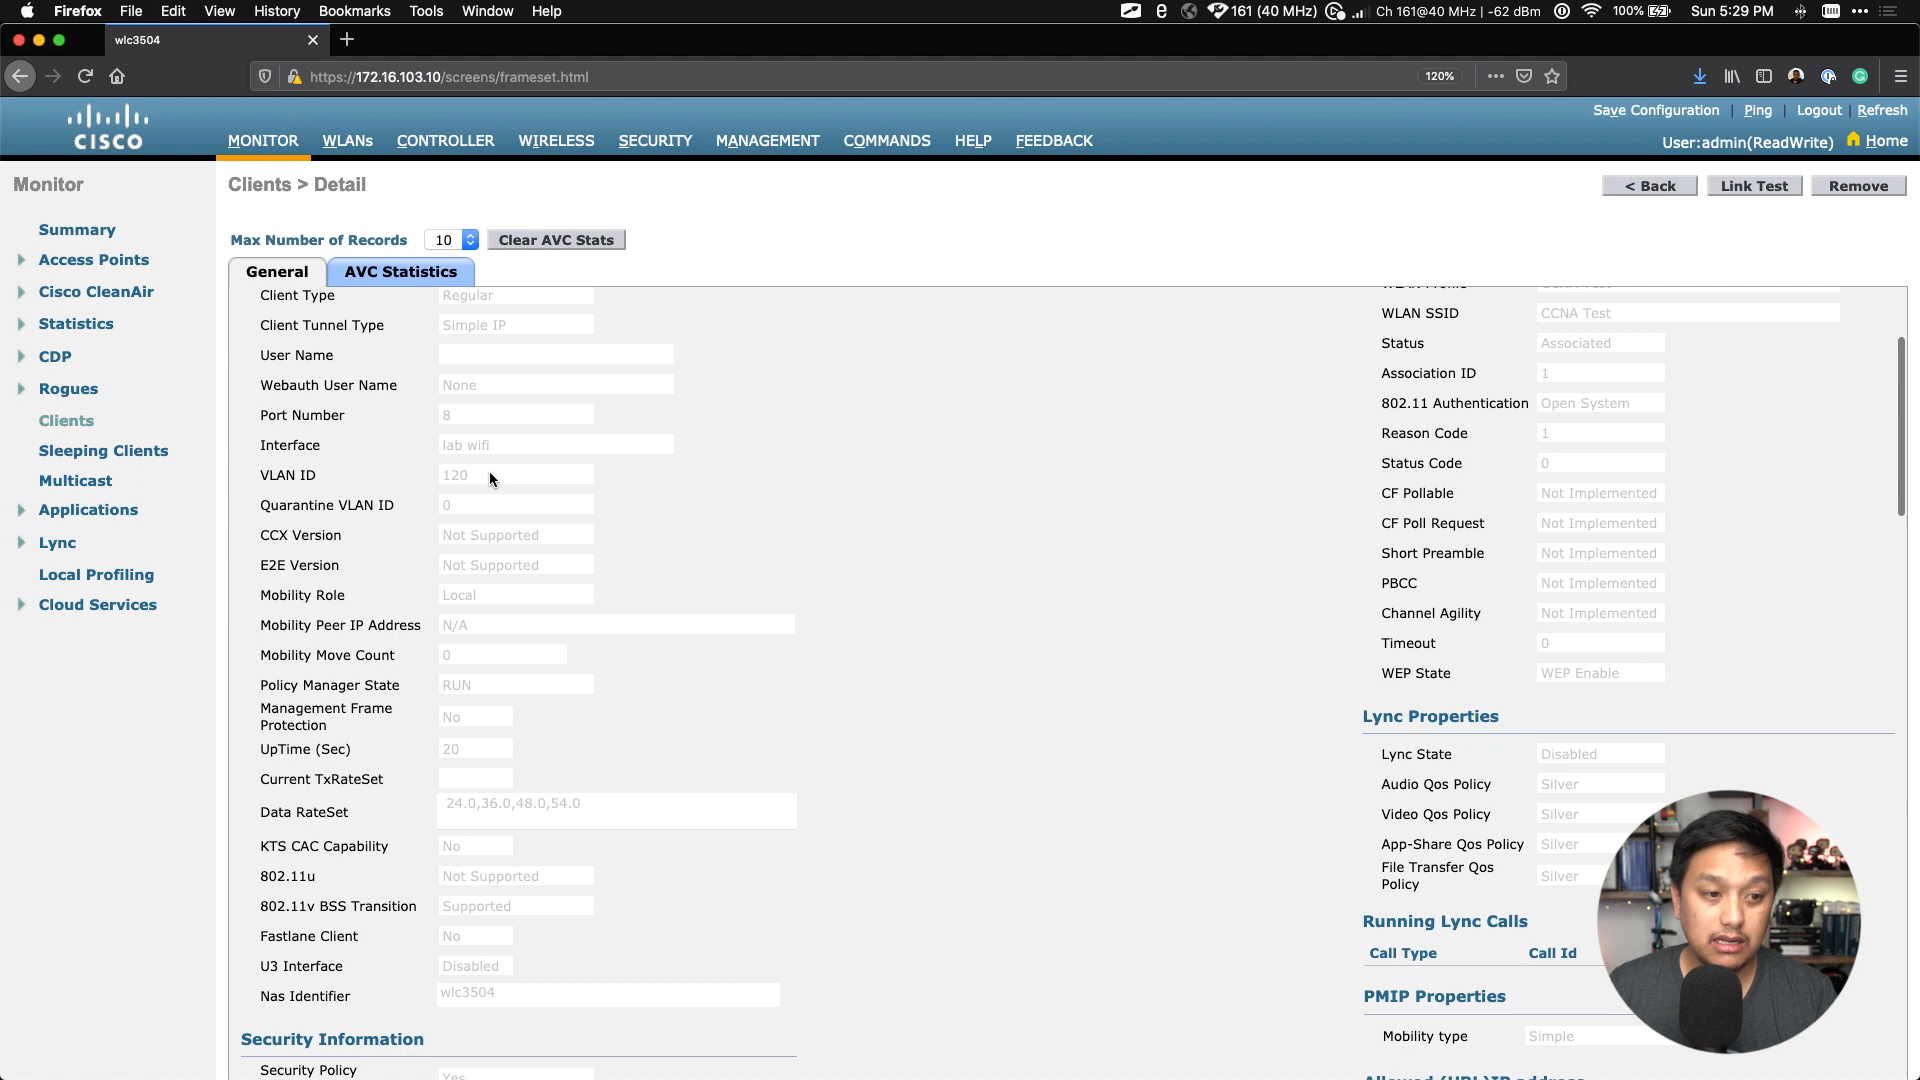 Firefox File Edit View History Bookmarks Tools Window Help
161 (40 MHz) Ch 161@40 MHz | -62 dBm 100% Sun 5:29 PM
wlc3504
https://172.16.103.10/screens/frameset.html 120%
Save Configuration | Ping | Logout | Refresh
CISCO
MONITOR WLANs CONTROLLER WIRELESS SECURITY MANAGEMENT COMMANDS HELP FEEDBACK
User:admin(ReadWrite) Home
Monitor
Summary
Access Points
Cisco CleanAir
Statistics
CDP
Rogues
Clients
Sleeping Clients
Multicast
Applications
Lync
Local Profiling
Cloud Services
Clients > Detail
< Back Link Test Remove
Max Number of Records 10 Clear AVC Stats
General AVC Statistics
Client Type Regular
Client Tunnel Type Simple IP
User Name
Webauth User Name None
Port Number 8
Interface lab wifi
VLAN ID 120
Quarantine VLAN ID 0
CCX Version Not Supported
E2E Version Not Supported
Mobility Role Local
Mobility Peer IP Address N/A
Mobility Move Count 0
Policy Manager State RUN
Management Frame
Protection No
UpTime (Sec) 20
Current TxRateSet
Data RateSet 24.0,36.0,48.0,54.0
KTS CAC Capability No
802.11u Not Supported
802.11v BSS Transition Supported
Fastlane Client No
U3 Interface Disabled
Nas Identifier wlc3504
Security Information
Security Policy Yes
WLAN SSID CCNA Test
Status Associated
Association ID 1
802.11 Authentication Open System
Reason Code 1
Status Code 0
CF Pollable Not Implemented
CF Poll Request Not Implemented
Short Preamble Not Implemented
PBCC Not Implemented
Channel Agility Not Implemented
Timeout 0
WEP State WEP Enable
Lync Properties
Lync State Disabled
Audio Qos Policy Silver
Video Qos Policy Silver
App-Share Qos Policy Silver
File Transfer Qos
Policy Silver
Running Lync Calls
Call Type Call Id
PMIP Properties
Mobility type Simple